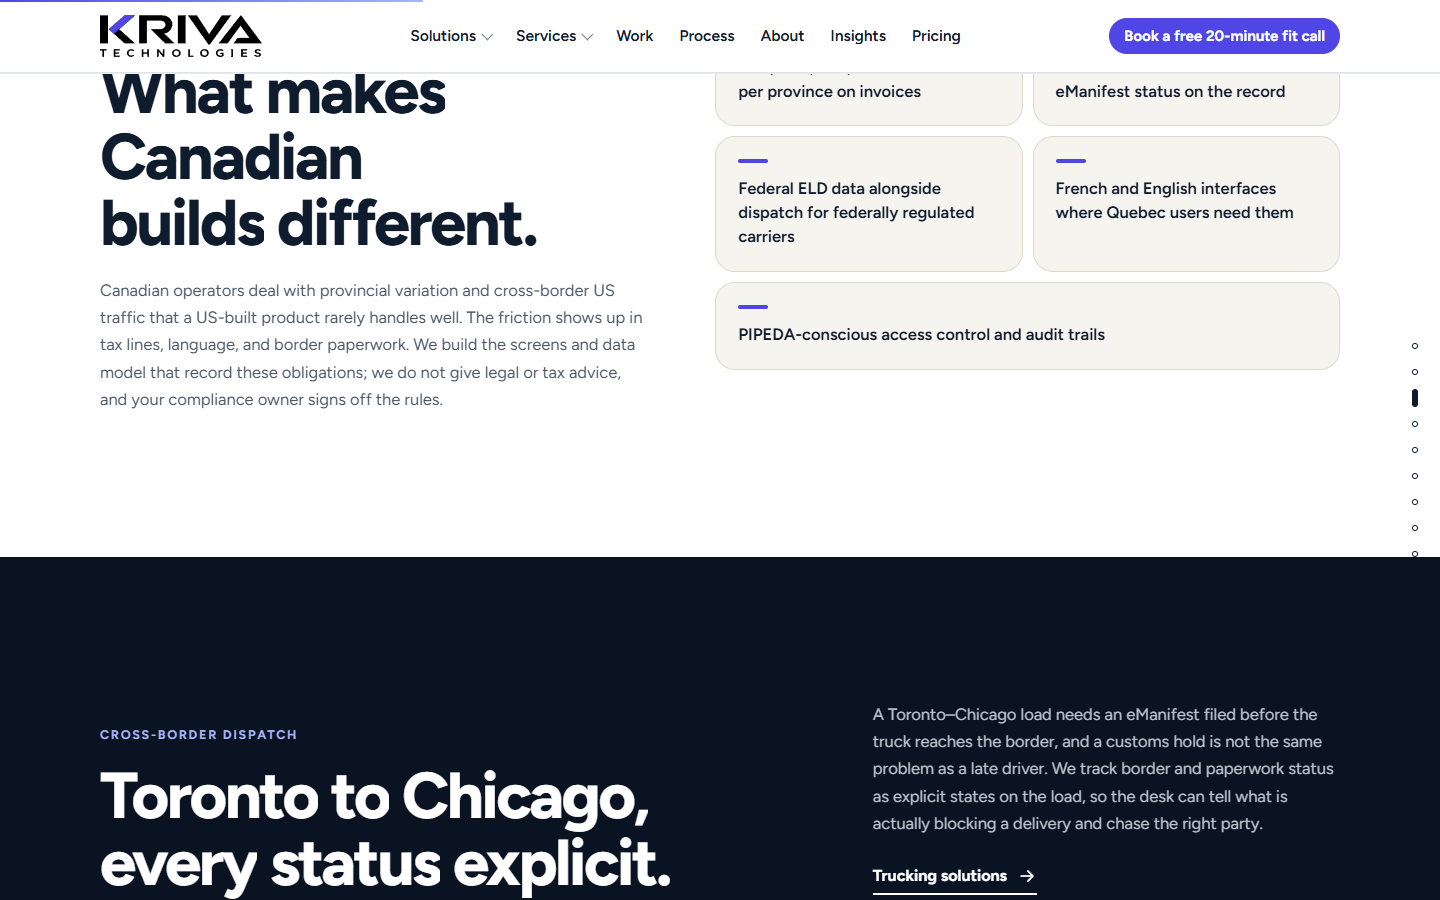 KRIVA
TECHNOLOGIES
Solutions
Services
Work
Process
About
Insights
Pricing
Book a free 20-minute fit call
What makes
Canadian
builds different.
Canadian operators deal with provincial variation and cross-border US
traffic that a US-built product rarely handles well. The friction shows up in
tax lines, language, and border paperwork. We build the screens and data
model that record these obligations; we do not give legal or tax advice,
and your compliance owner signs off the rules.
per province on invoices
eManifest status on the record
Federal ELD data alongside
dispatch for federally regulated
carriers
French and English interfaces
where Quebec users need them
PIPEDA-conscious access control and audit trails
CROSS-BORDER DISPATCH
Toronto to Chicago,
every status explicit.
A Toronto–Chicago load needs an eManifest filed before the
truck reaches the border, and a customs hold is not the same
problem as a late driver. We track border and paperwork status
as explicit states on the load, so the desk can tell what is
actually blocking a delivery and chase the right party.
Trucking solutions →